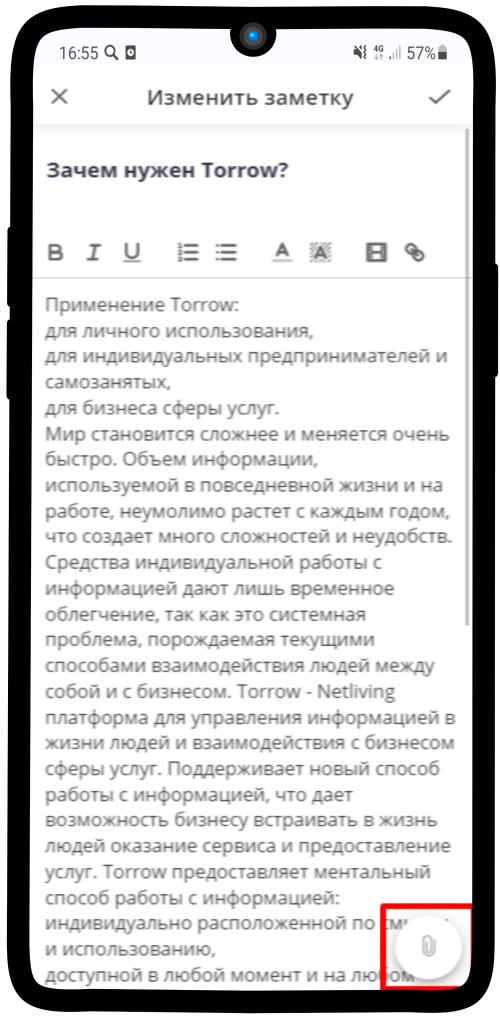 16:55
4G
57%
Изменить заметку
Зачем нужен Torrow?
B I U A A
Применение Torrow:
для личного использования,
для индивидуальных предпринимателей и
самозанятых,
для бизнеса сферы услуг.
Мир становится сложнее и меняется очень
быстро. Объем информации,
используемой в повседневной жизни и на
работе, неумолимо растет с каждым годом,
что создает много сложностей и неудобств.
Средства индивидуальной работы с
информацией дают лишь временное
облегчение, так как это системная
проблема, порождаемая текущими
способами взаимодействия людей между
собой и с бизнесом. Torrow - Netliving
платформа для управления информацией в
жизни людей и взаимодействия с бизнесом
сферы услуг. Поддерживает новый способ
работы с информацией, что дает
возможность бизнесу встраивать в жизнь
людей оказание сервиса и предоставление
услуг. Torrow предоставляет ментальный
способ работы с информацией:
индивидуально расположенной по
и использованию,
доступной в любой момент и на любом